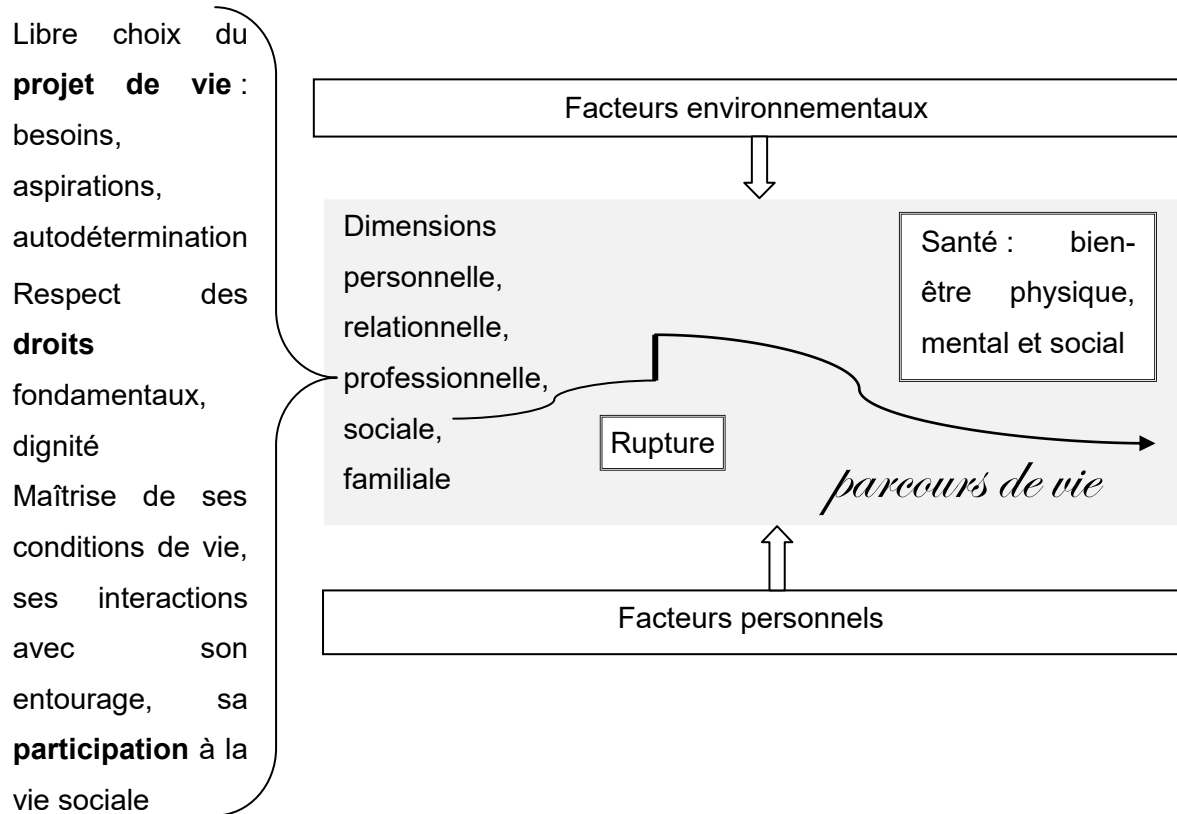 Libre choix du
projet de vie :
besoins,
aspirations,
autodétermination
Respect des
droits
fondamentaux,
dignité
Maîtrise de ses
conditions de vie,
ses interactions
avec son
entourage, sa
participation à la
vie sociale
Facteurs environnementaux
Dimensions
personnelle,
relationnelle,
professionnelle,
sociale,
familiale
Rupture
Santé : bien-
être physique,
mental et social
parcours de vie
Facteurs personnels